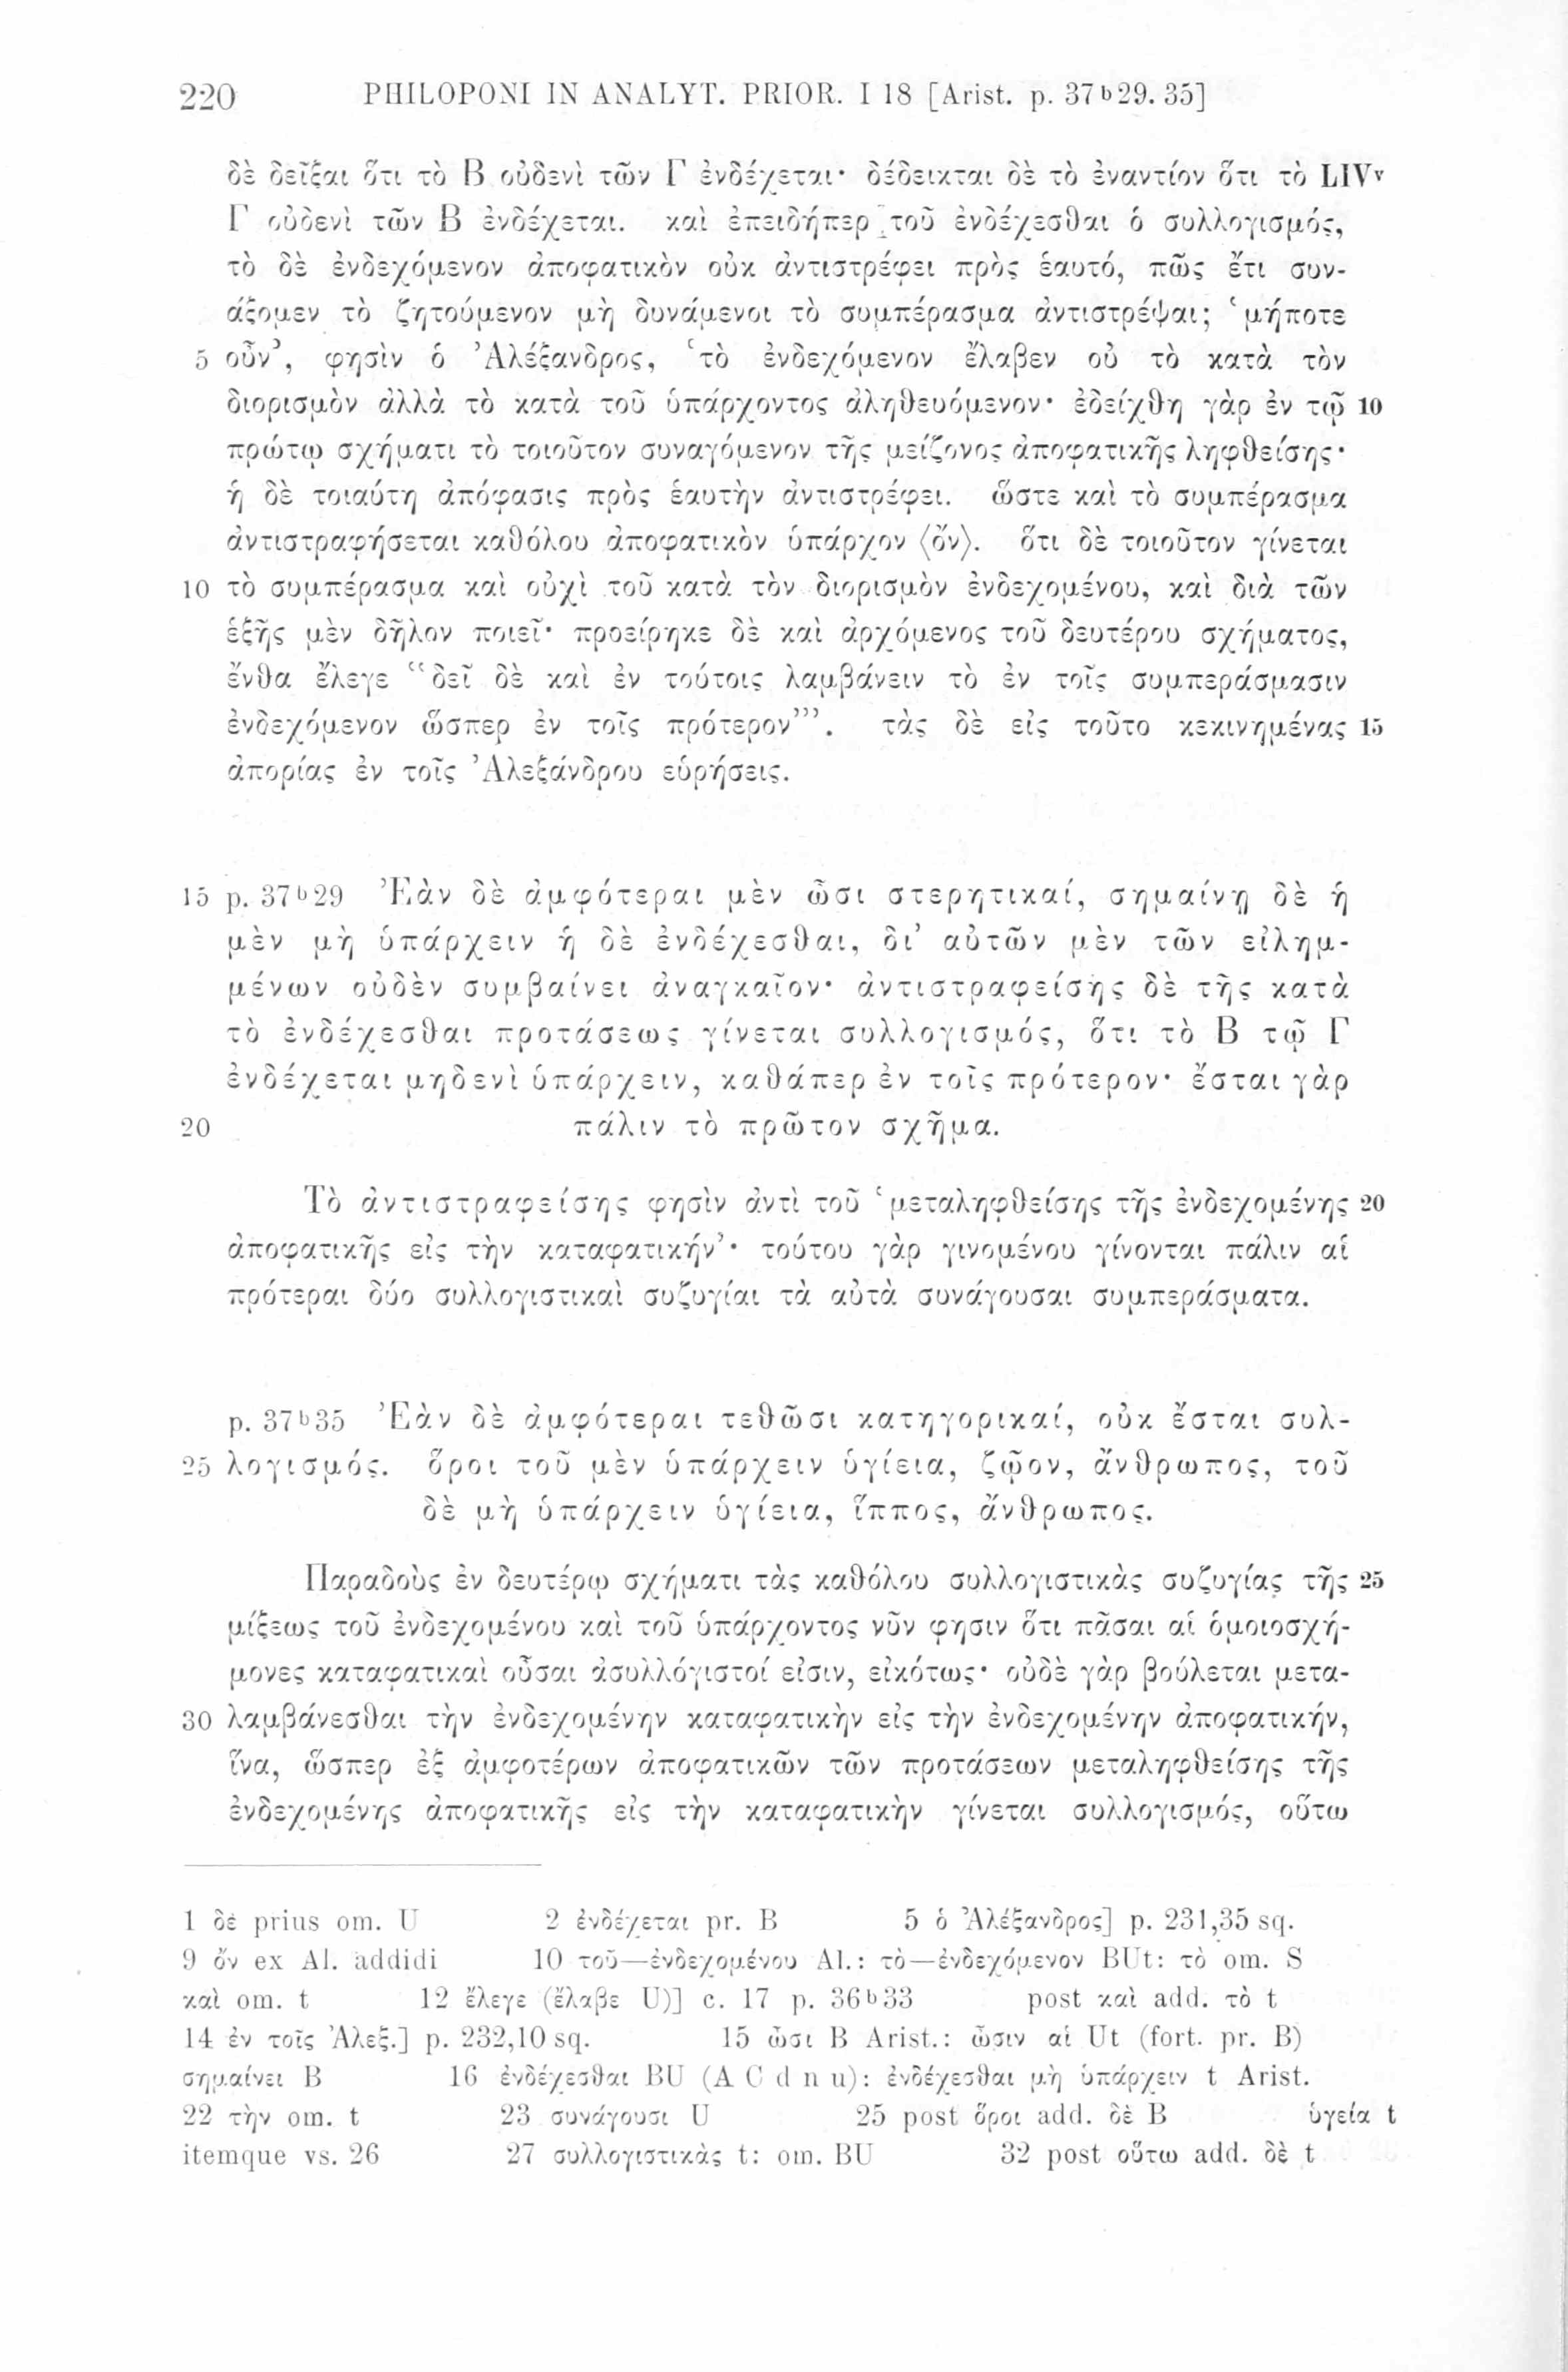 220 PHILOPONI IN ANALYT. PRIOR. I 18 [Arist. p. 37b29. 35]
δὲ δεῖξαι ὅτι τὸ Β οὐδενὶ τῶν Γ ἐνδέχεται· δέδεικται δὲ τὸ ἐναντίον ὅτι τὸ LIVv
Γ οὐδενὶ τῶν Β ἐνδέχεται. καὶ ἐπειδήπερ τοῦ ἐνδέχεσθαι ὁ συλλογισμός,
τὸ δὲ ἐνδεχόμενον ἀποφατικὸν οὐκ ἀντιστρέφει πρὸς ἑαυτό, πῶς ἔτι συν-
άξομεν τὸ ζητούμενον μὴ δυνάμενοι τὸ συμπέρασμα ἀντιστρέψαι; ʽμήποτε
5 οὖν’, φησὶν ὁ Ἀλέξανδρος, ʽτὸ ἐνδεχόμενον ἔλαβεν οὐ τὸ κατὰ τὸν
διορισμὸν ἀλλὰ τὸ κατὰ τοῦ ὑπάρχοντος ἀληθευόμενον· ἐδείχθη γὰρ ἐν τῷ 10
πρώτῳ σχήματι τὸ τοιοῦτον συναγόμενον τῆς μείζονος ἀποφατικῆς ληφθείσης·
ἡ δὲ τοιαύτη ἀπόφασις πρὸς ἑαυτὴν ἀντιστρέφει. ὥστε καὶ τὸ συμπέρασμα
ἀντιστραφήσεται καθόλου ἀποφατικὸν ὑπάρχον ⟨ὄν⟩. ὅτι δὲ τοιοῦτον γίνεται
10 τὸ συμπέρασμα καὶ οὐχὶ τοῦ κατὰ τὸν διορισμὸν ἐνδεχομένου, καὶ διὰ τῶν
ἑξῆς μὲν δῆλον ποιεῖ· προείρηκε δὲ καὶ ἀρχόμενος τοῦ δευτέρου σχήματος,
ἔνθα ἔλεγε “δεῖ δὲ καὶ ἐν τούτοις λαμβάνειν τὸ ἐν τοῖς συμπεράσμασιν
ἐνδεχόμενον ὥσπερ ἐν τοῖς πρότερον”’. τὰς δὲ εἰς τοῦτο κεκινημένας 15
ἀπορίας ἐν τοῖς Ἀλεξάνδρου εὑρήσεις.
15 p. 37b29 Ἐὰν δὲ ἀμφότεραι μὲν ὦσι στερητικαί, σημαίνῃ δὲ ἡ
μὲν μὴ ὑπάρχειν ἡ δὲ ἐνδέχεσθαι, δι’ αὐτῶν μὲν τῶν εἰλημ-
μένων οὐδὲν συμβαίνει ἀναγκαῖον· ἀντιστραφείσης δὲ τῆς κατὰ
τὸ ἐνδέχεσθαι προτάσεως γίνεται συλλογισμός, ὅτι τὸ Β τῷ Γ
ἐνδέχεται μηδενὶ ὑπάρχειν, καθάπερ ἐν τοῖς πρότερον· ἔσται γὰρ
20 πάλιν τὸ πρῶτον σχῆμα.
Τὸ ἀντιστραφείσης φησὶν ἀντὶ τοῦ ʽμεταληφθείσης τῆς ἐνδεχομένης 20
ἀποφατικῆς εἰς τὴν καταφατικήν’· τούτου γὰρ γινομένου γίνονται πάλιν αἱ
πρότεραι δύο συλλογιστικαὶ συζυγίαι τὰ αὐτὰ συνάγουσαι συμπεράσματα.
p. 37b35 Ἐὰν δὲ ἀμφότεραι τεθῶσι κατηγορικαί, οὐκ ἔσται συλ-
25 λογισμός. ὅροι τοῦ μὲν ὑπάρχειν ὑγίεια, ζῷον, ἄνθρωπος, τοῦ
δὲ μὴ ὑπάρχειν ὑγίεια, ἵππος, ἄνθρωπος.
Παραδοὺς ἐν δευτέρῳ σχήματι τὰς καθόλου συλλογιστικὰς συζυγίας τῆς 25
μίξεως τοῦ ἐνδεχομένου καὶ τοῦ ὑπάρχοντος νῦν φησιν ὅτι πᾶσαι αἱ ὁμοιοσχή-
μονες καταφατικαὶ οὖσαι ἀσυλλόγιστοί εἰσιν, εἰκότως· οὐδὲ γὰρ βούλεται μετα-
30 λαμβάνεσθαι τὴν ἐνδεχομένην καταφατικὴν εἰς τὴν ἐνδεχομένην ἀποφατικήν,
ἵνα, ὥσπερ ἐξ ἀμφοτέρων ἀποφατικῶν τῶν προτάσεων μεταληφθείσης τῆς
ἐνδεχομένης ἀποφατικῆς εἰς τὴν καταφατικὴν γίνεται συλλογισμός, οὕτω
1 δέ prius om. U 2 ἐνδέχεται pr. B 5 ὁ Ἀλέξανδρος] p. 231,35 sq.
9 ὄν ex Al. addidi 10 τοῦ—ἐνδεχομένου Al.: τὸ—ἐνδεχόμενον BUt: τὸ om. S
καὶ om. t 12 ἔλεγε (ἔλαβε U)] c. 17 p. 36b33 post καὶ add. τὸ t
14 ἐν τοῖς Ἀλεξ.] p. 232,10 sq. 15 ὦσι B Arist.: ὦσιν αἱ Ut (fort. pr. B)
σημαίνει B 16 ἐνδέχεσθαι BU (A C d n u): ἐνδέχεσθαι μὴ ὑπάρχειν t Arist.
22 τὴν om. t 23 συνάγουσι U 25 post ὅροι add. δὲ B ὑγεία t
itemque vs. 26 27 συλλογιστικὰς t: om. BU 32 post οὕτω add. δὲ t